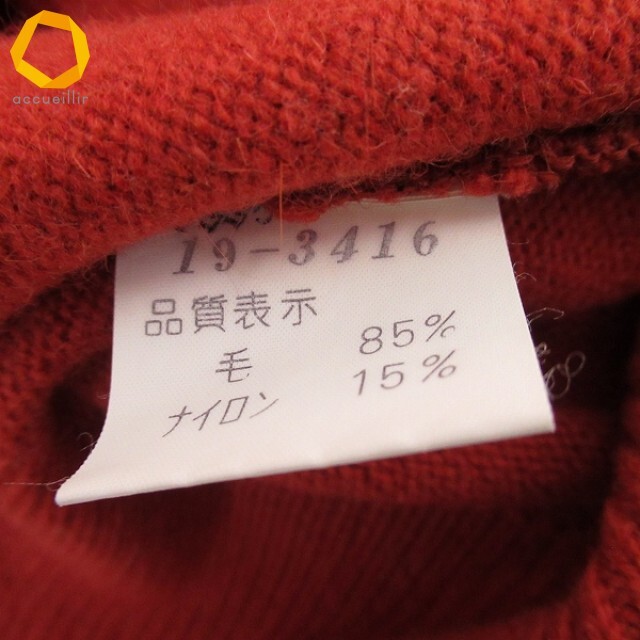 accueillir
19-3416
品質表示
毛 85%
ナイロン 15%